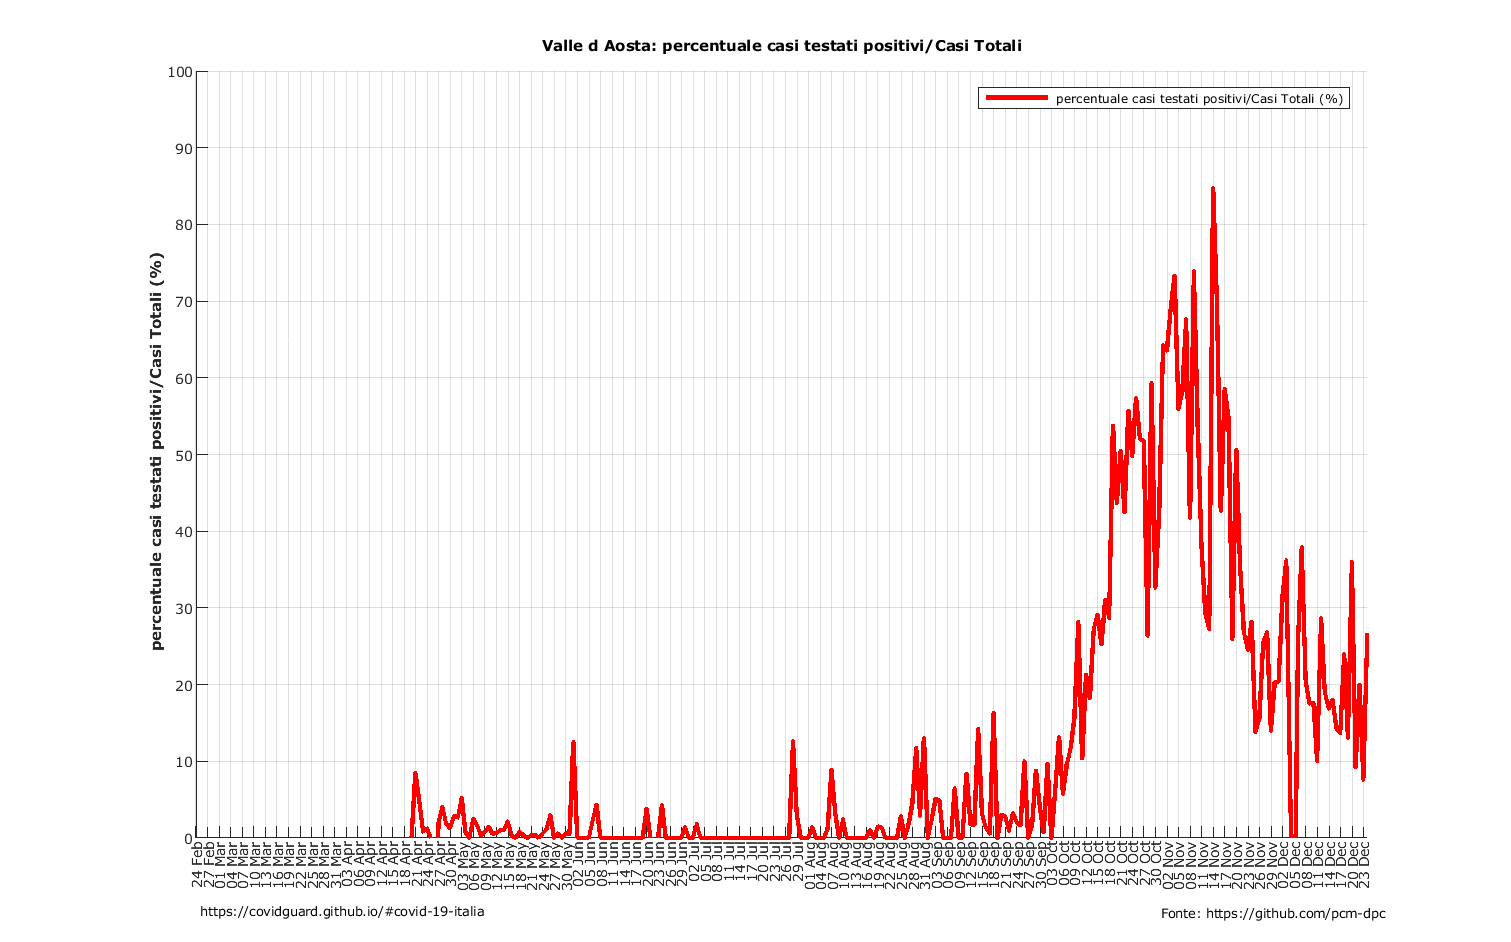 Valle d Aosta: percentuale casi testati positivi/Casi Totali
percentuale casi testati positivi/Casi Totali (%)
percentuale casi testati positivi/Casi Totali (%)
100
90
80
70
60
50
40
30
20
10
0
24 Feb
27 Feb
01 Mar
04 Mar
07 Mar
10 Mar
13 Mar
16 Mar
19 Mar
22 Mar
25 Mar
28 Mar
31 Mar
03 Apr
06 Apr
09 Apr
12 Apr
15 Apr
18 Apr
21 Apr
24 Apr
27 Apr
30 Apr
03 May
06 May
09 May
12 May
15 May
18 May
21 May
24 May
27 May
30 May
02 Jun
05 Jun
08 Jun
11 Jun
14 Jun
17 Jun
20 Jun
23 Jun
26 Jun
29 Jun
02 Jul
05 Jul
08 Jul
11 Jul
14 Jul
17 Jul
20 Jul
23 Jul
26 Jul
29 Jul
01 Aug
04 Aug
07 Aug
10 Aug
13 Aug
16 Aug
19 Aug
22 Aug
25 Aug
28 Aug
31 Aug
03 Sep
06 Sep
09 Sep
12 Sep
15 Sep
18 Sep
21 Sep
24 Sep
27 Sep
30 Sep
03 Oct
06 Oct
09 Oct
12 Oct
15 Oct
18 Oct
21 Oct
24 Oct
27 Oct
30 Oct
02 Nov
05 Nov
08 Nov
11 Nov
14 Nov
17 Nov
20 Nov
23 Nov
26 Nov
29 Nov
02 Dec
05 Dec
08 Dec
11 Dec
14 Dec
17 Dec
20 Dec
23 Dec
https://covidguard.github.io/#covid-19-italia
Fonte: https://github.com/pcm-dpc